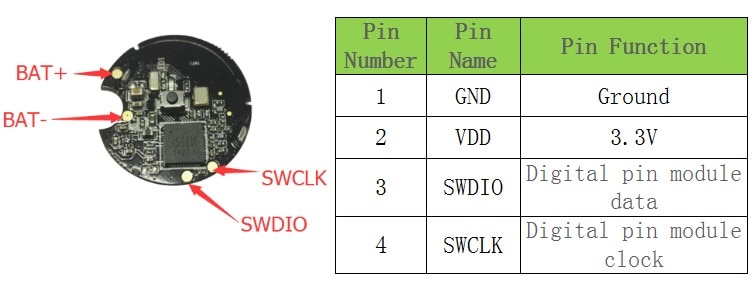 BAT+
BAT-
SWCLK
SWDIO
Pin Number Pin Name Pin Function
1 GND Ground
2 VDD 3.3V
3 SWDIO Digital pin module data
4 SWCLK Digital pin module clock